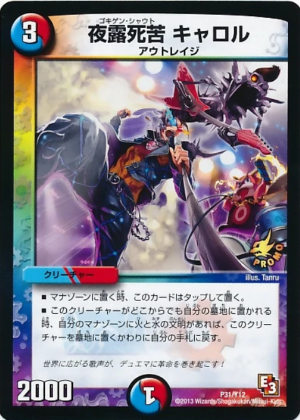 3
ゴキゲン・シャウト
夜露死苦 キャロル
アウトレイジ
PROMO
illus. Tanru
クリーチャー
■ マナゾーンに置く時、このカードはタップして置く。
■ このクリーチャーがどこからでも自分の墓地に置かれる
時、自分のマナゾーンに火と水の文明があれば、このカー
ドを墓地に置くかわりに自分の手札に戻す。
世界に広がる歌声が、デュエマに革命を巻き起こす!
2000
P31/Y12
E3
©2013 Wizards/Shogakukan/Mitsui-Kids